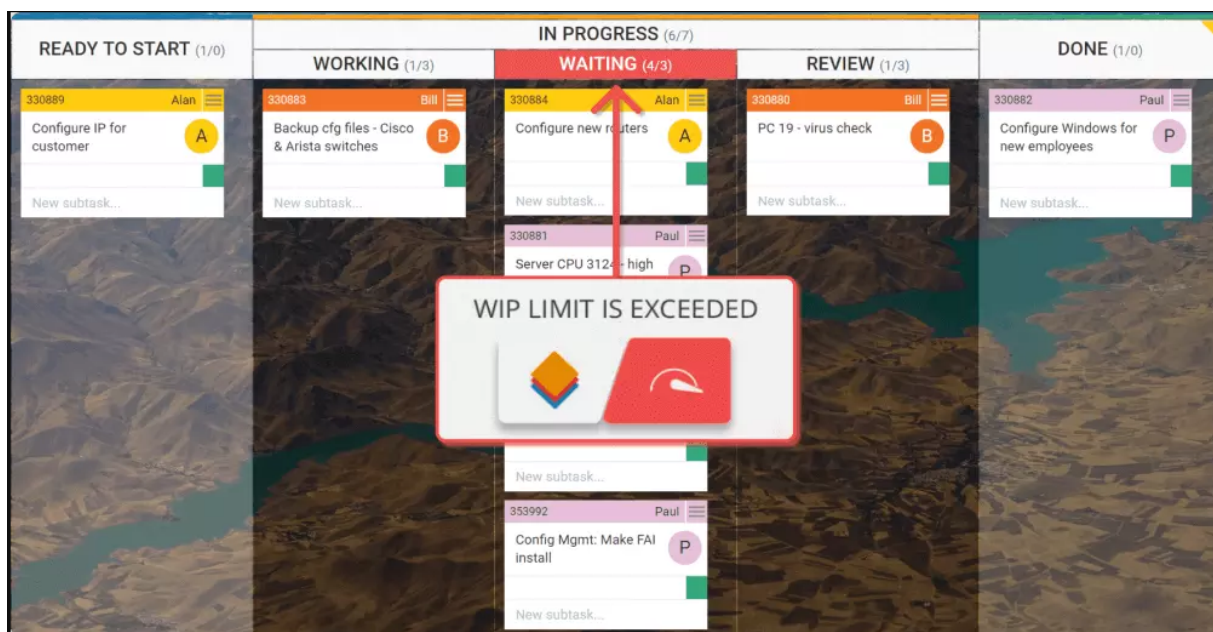 READY TO START (1/0)
IN PROGRESS (6/7)
WORKING (1/3)
WAITING (4/3)
REVIEW (1/3)
DONE (1/0)
330889 Alan
Configure IP for
customer
A
New subtask...
330883 Bill
Backup cfg files - Cisco
& Arista switches
B
New subtask...
330884 Alan
Configure new routers
A
New subtask...
330881 Paul
Server CPU 3124 - high
P
WIP LIMIT IS EXCEEDED
New subtask...
353992 Paul
Config Mgmt: Make FAI
install
P
New subtask...
330880 Bill
PC 19 - virus check
B
New subtask...
330882 Paul
Configure Windows for
new employees
P
New subtask...